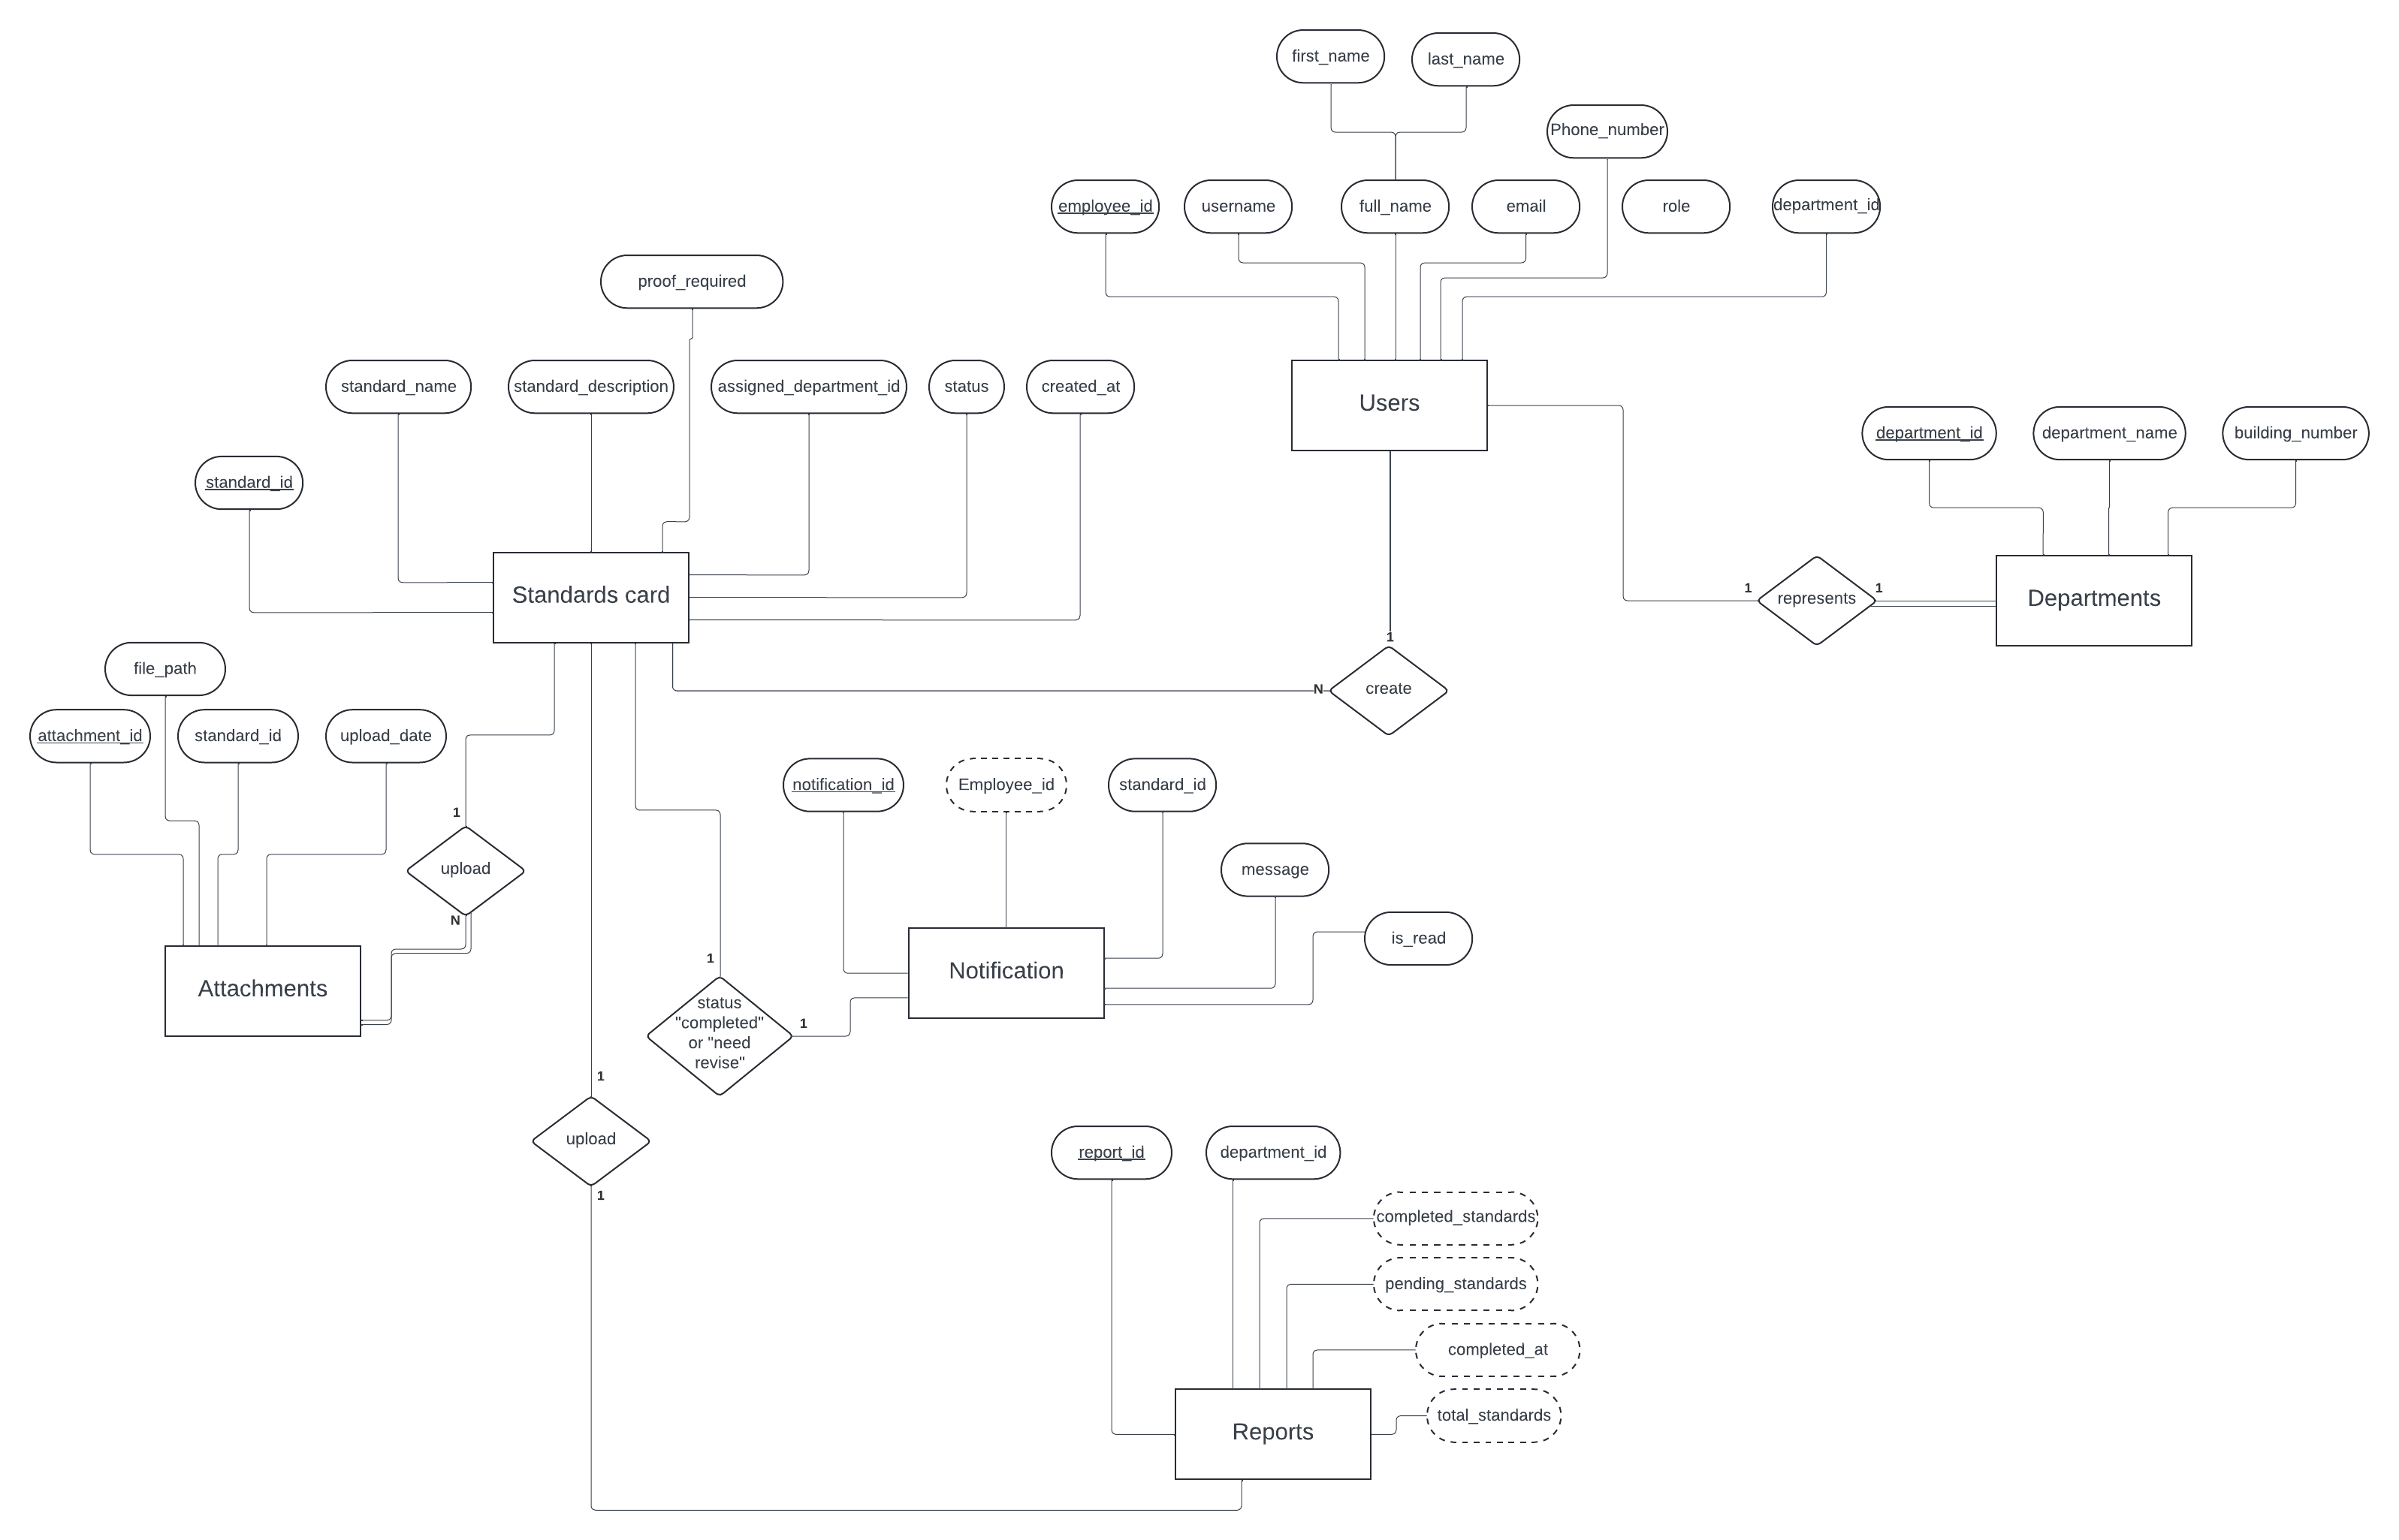 first_name
last_name
Phone_number
employee_id
username
full_name
email
role
department_id
proof_required
standard_name
standard_description
assigned_department_id
status
created_at
Users
department_id
department_name
building_number
standard_id
Standards card
1
represents
1
Departments
1
N
create
file_path
attachment_id
standard_id
upload_date
notification_id
Employee_id
standard_id
1
upload
N
message
is_read
Attachments
Notification
1
status
"completed"
or "need
revise"
1
1
upload
1
report_id
department_id
completed_standards
pending_standards
completed_at
total_standards
Reports